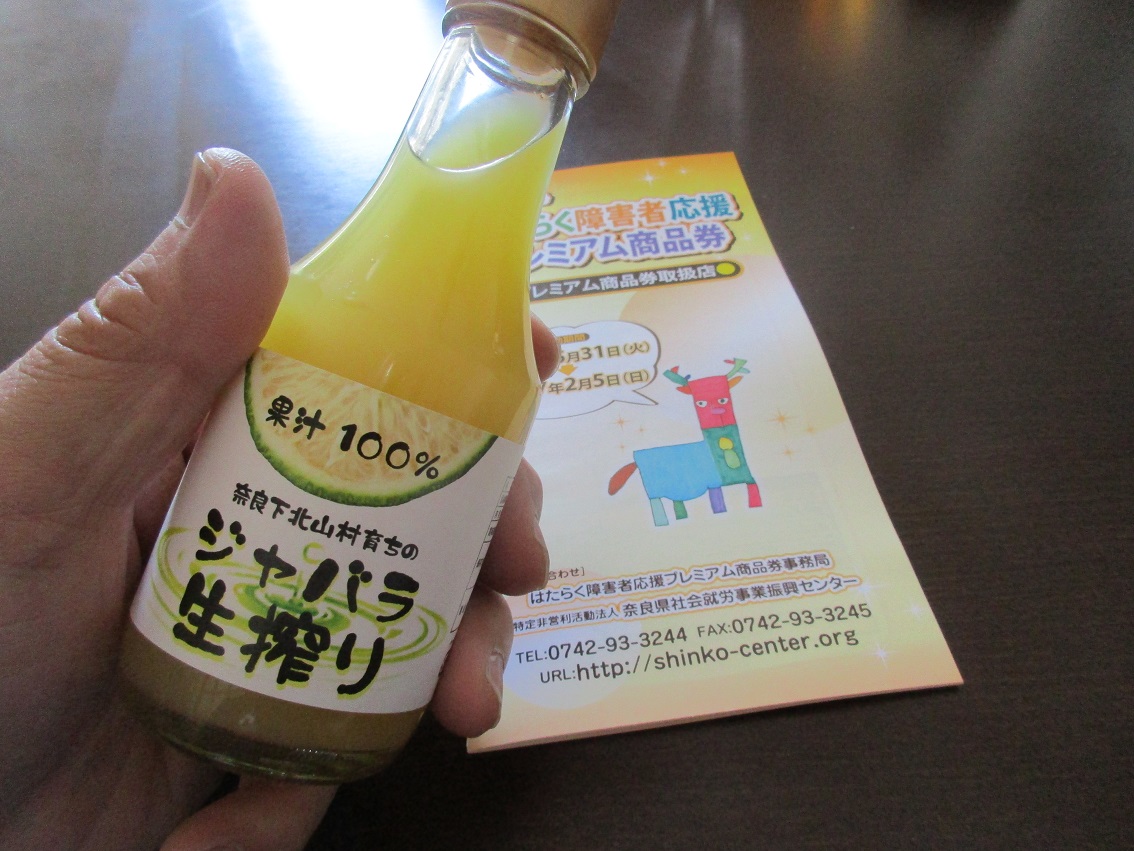 果汁 100%
奈良下北山村育ちの
ジャバラ
生搾り
らく障害者応援
レミアム商品券
レミアム商品券取扱店
期間
5月31日(火)
年2月5日(日)
合わせ]
はたらく障害者応援プレミアム商品券事務局
特定非営利活動法人 奈良県社会就労事業振興センター
TEL:0742-93-3244 FAX:0742-93-3245
URL:http://shinko-center.org